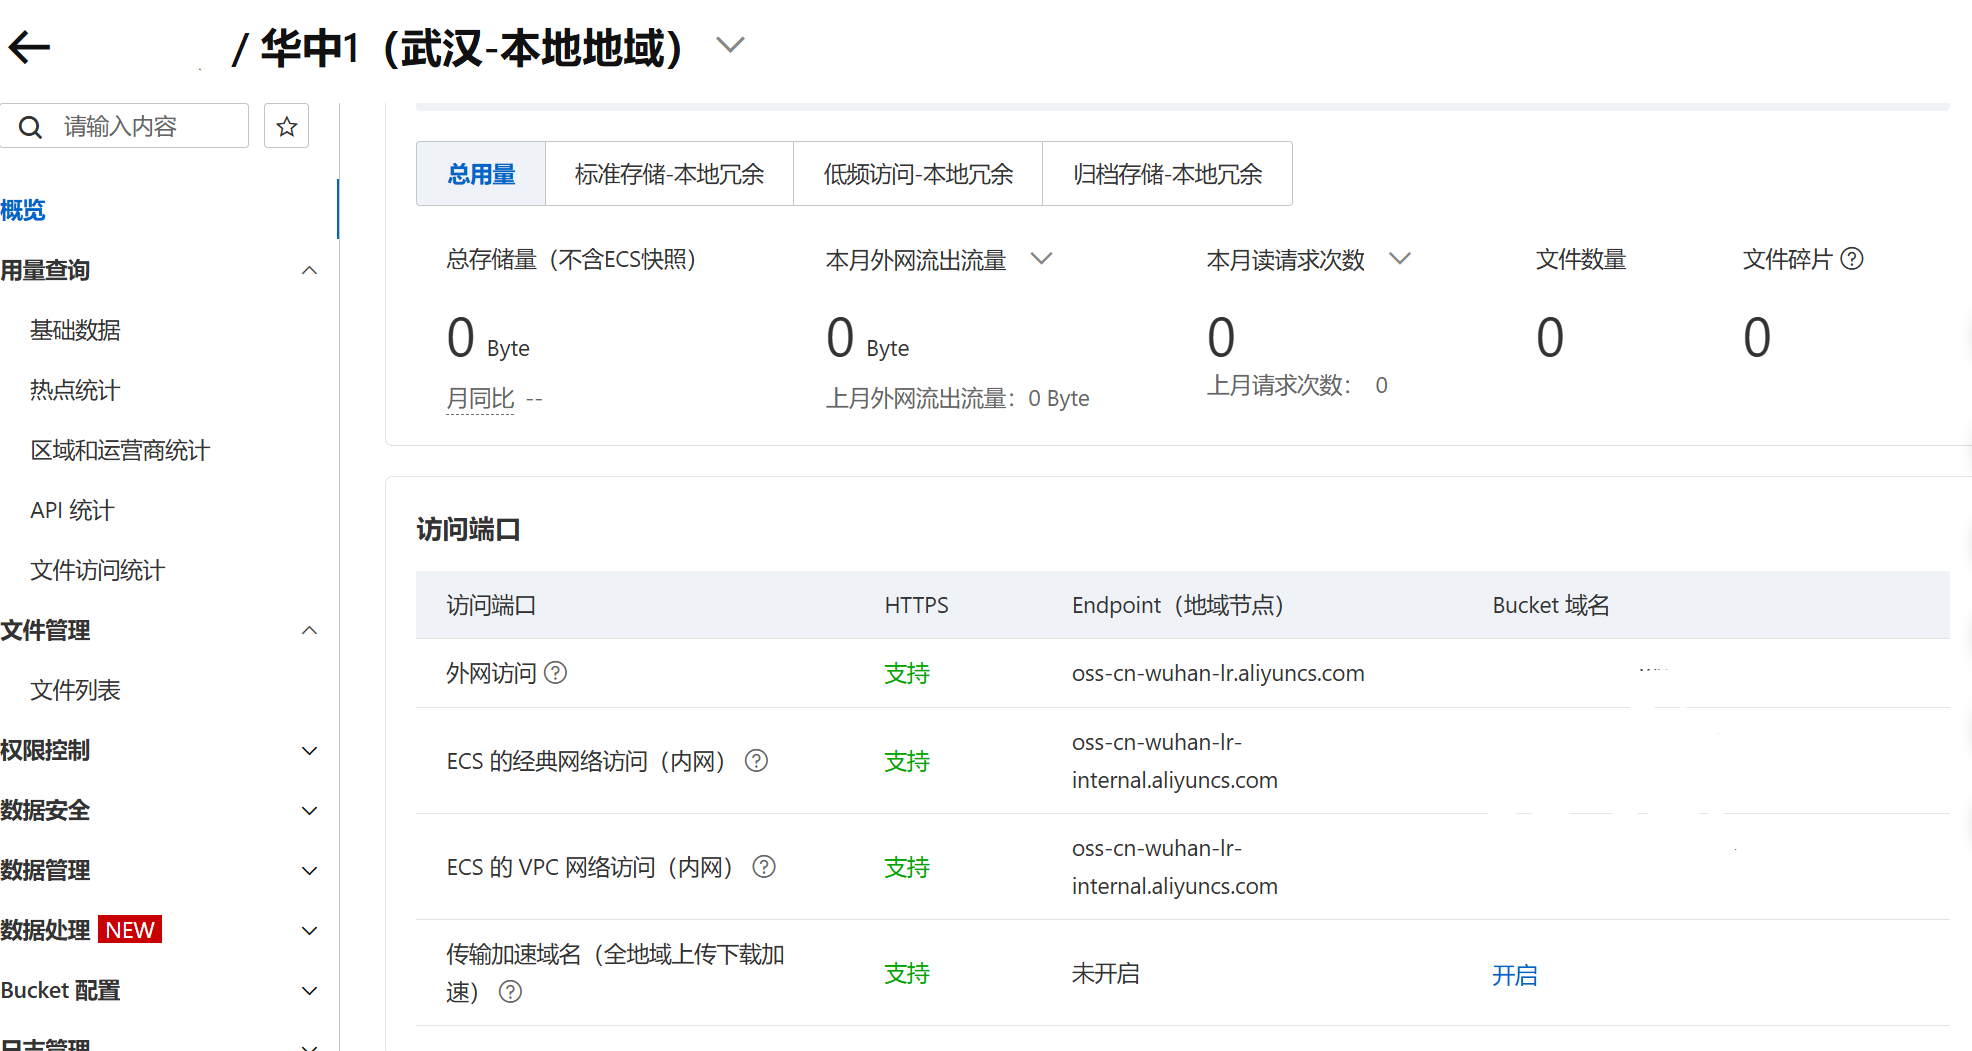 / 华中1（武汉-本地地域）
请输入内容
概览
用量查询
基础数据
热点统计
区域和运营商统计
API 统计
文件访问统计
文件管理
文件列表
权限控制
数据安全
数据管理
数据处理 NEW
Bucket 配置
日志管理
总用量 标准存储-本地冗余 低频访问-本地冗余 归档存储-本地冗余
总存储量（不含ECS快照） 本月外网流出流量 本月读请求次数 文件数量 文件碎片
0 Byte 0 Byte 0 0 0
月同比 -- 上月外网流出流量：0 Byte 上月请求次数： 0
访问端口
访问端口 HTTPS Endpoint（地域节点） Bucket 域名
外网访问 支持 oss-cn-wuhan-lr.aliyuncs.com
ECS 的经典网络访问（内网） 支持 oss-cn-wuhan-lr-
internal.aliyuncs.com
ECS 的 VPC 网络访问（内网） 支持 oss-cn-wuhan-lr-
internal.aliyuncs.com
传输加速域名（全地域上传下载加
速） 支持 未开启 开启